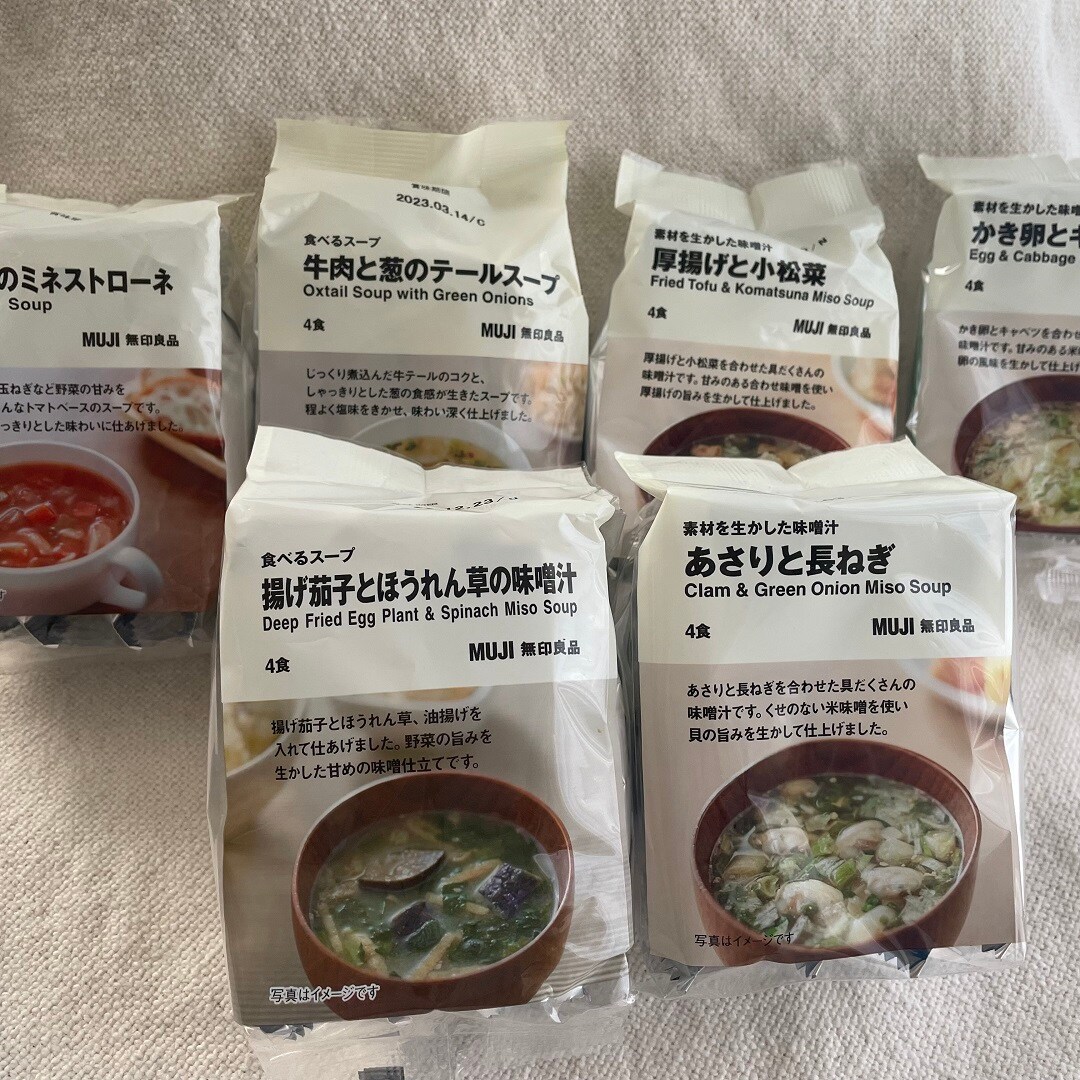 のミネストローネ
Soup
MUJI 無印良品
玉ねぎなど野菜の甘みを
んなトマトベースのスープです。
っきりとした味わいに仕あげました。
賞味期限
2023.03.14/C
食べるスープ
牛肉と葱のテールスープ
Oxtail Soup with Green Onions
4食
MUJI 無印良品
じっくり煮込んだ牛テールのコクと、
しゃっきりとした葱の食感が生きたスープです。
程よく塩味をきかせ、味わい深く仕上げました。
素材を生かした味噌汁
厚揚げと小松菜
Fried Tofu & Komatsuna Miso Soup
4食
MUJI 無印良品
厚揚げと小松菜を合わせた具だくさんの
味噌汁です。甘みのある合わせ味噌を使い
厚揚げの旨みを生かして仕上げました。
素材を生かした味噌
かき卵とキ
Egg & Cabbage
4食
かき卵とキャベツを合わせ
味噌汁です。甘みのある米
卵の風味を生かして仕上げ
食べるスープ
揚げ茄子とほうれん草の味噌汁
Deep Fried Egg Plant & Spinach Miso Soup
4食
MUJI 無印良品
揚げ茄子とほうれん草、油揚げを
入れて仕あげました。野菜の旨みを
生かした甘めの味噌仕立てです。
写真はイメージです
素材を生かした味噌汁
あさりと長ねぎ
Clam & Green Onion Miso Soup
4食
MUJI 無印良品
あさりと長ねぎを合わせた具だくさんの
味噌汁です。くせのない米味噌を使い
貝の旨みを生かして仕上げました。
写真はイメージです